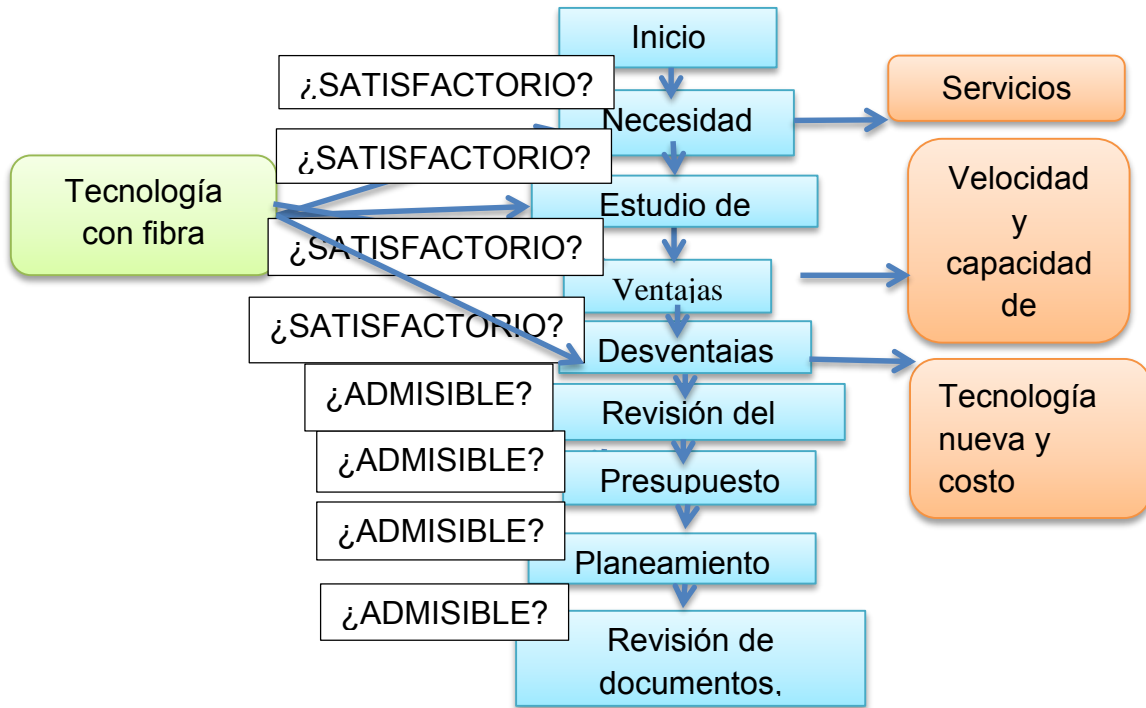 Inicio
¿SATISFACTORIO?
Servicios
Necesidad
¿SATISFACTORIO?
Tecnología
con fibra
Velocidad
y
capacidad
de
Estudio de
¿SATISFACTORIO?
Ventajas
¿SATISFACTORIO?
Desventajas
Tecnología
nueva y
costo
¿ADMISIBLE?
Revisión del
¿ADMISIBLE?
Presupuesto
¿ADMISIBLE?
Planeamiento
¿ADMISIBLE?
Revisión de
documentos,